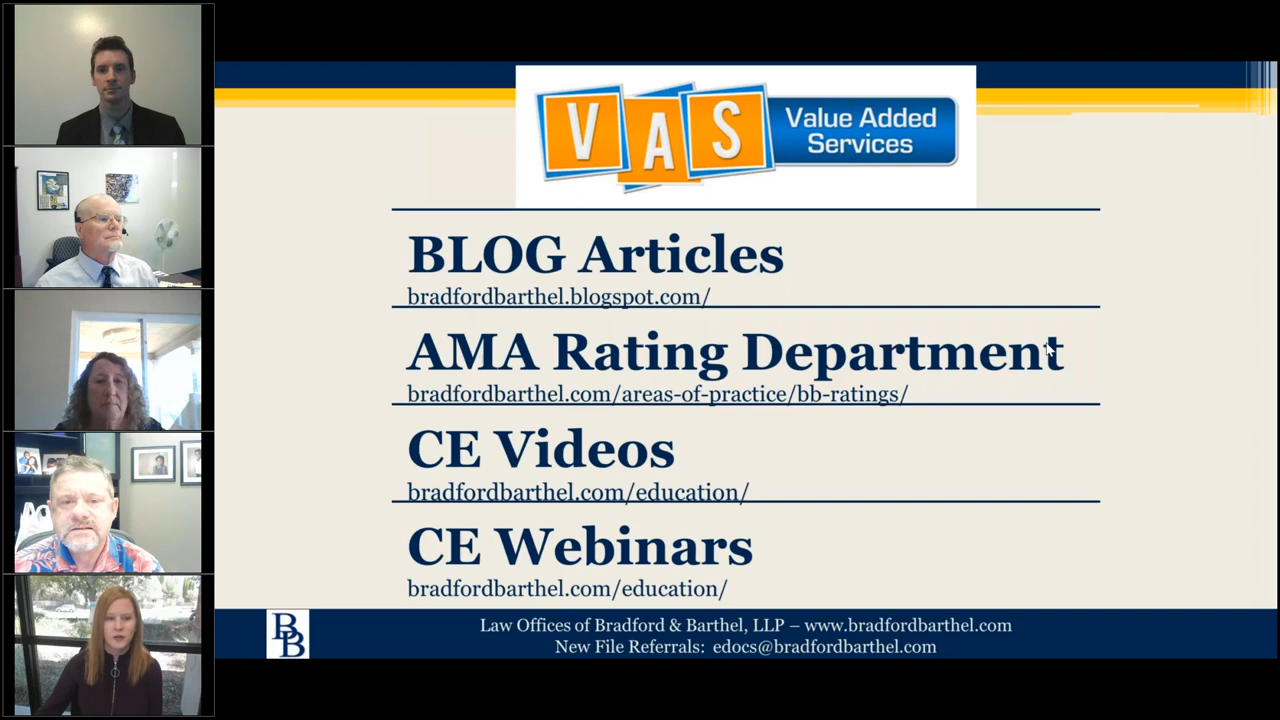 VAS
Value Added
Services
BLOG Articles
bradfordbarthel.blogspot.com/
AMA Rating Department
bradfordbarthel.com/areas-of-practice/bb-ratings/
CE Videos
bradfordbarthel.com/education/
CE Webinars
bradfordbarthel.com/education/
BB
Law Offices of Bradford & Barthel, LLP – www.bradfordbarthel.com
New File Referrals: edocs@bradfordbarthel.com